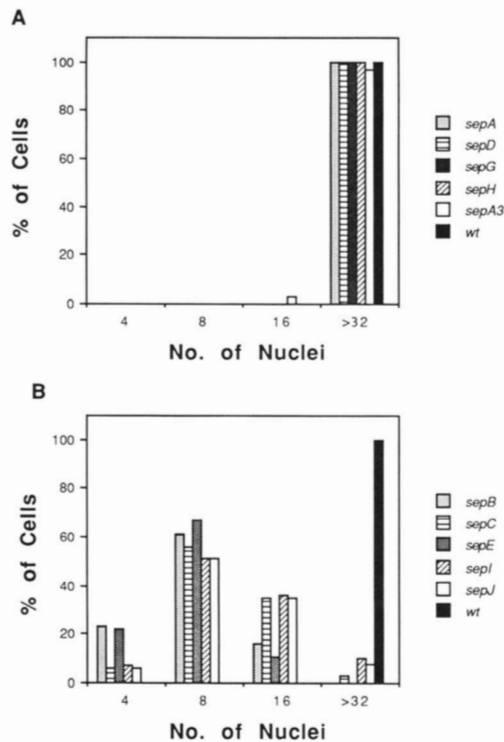 A
% of Cells
100
80
60
40
20
0
4 8 16 >32
No. of Nuclei
sepA
sepD
sepG
sepH
sepA3
wt
B
% of Cells
100
80
60
40
20
0
4 8 16 >32
No. of Nuclei
sepB
sepC
sepE
sepI
sepJ
wt